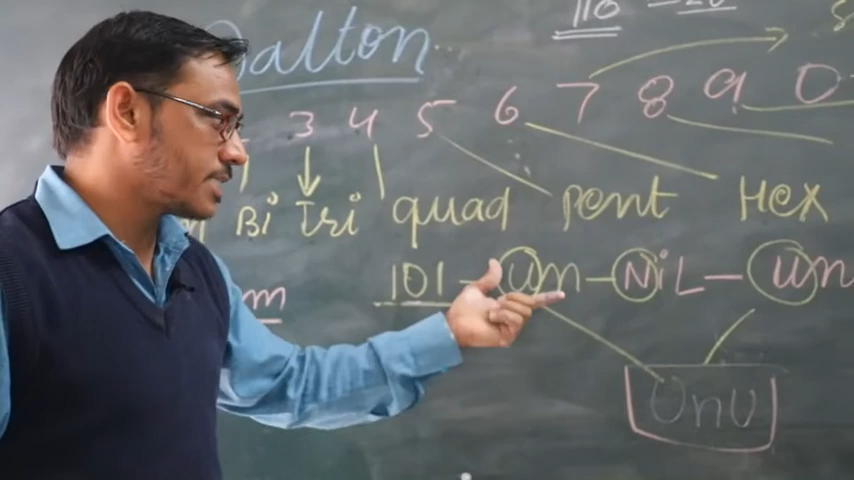 Dalton
3 4 5 6 7 8 9 0
Bi Tri quad pent Hex
m 101 - un - NiL - un
UnU